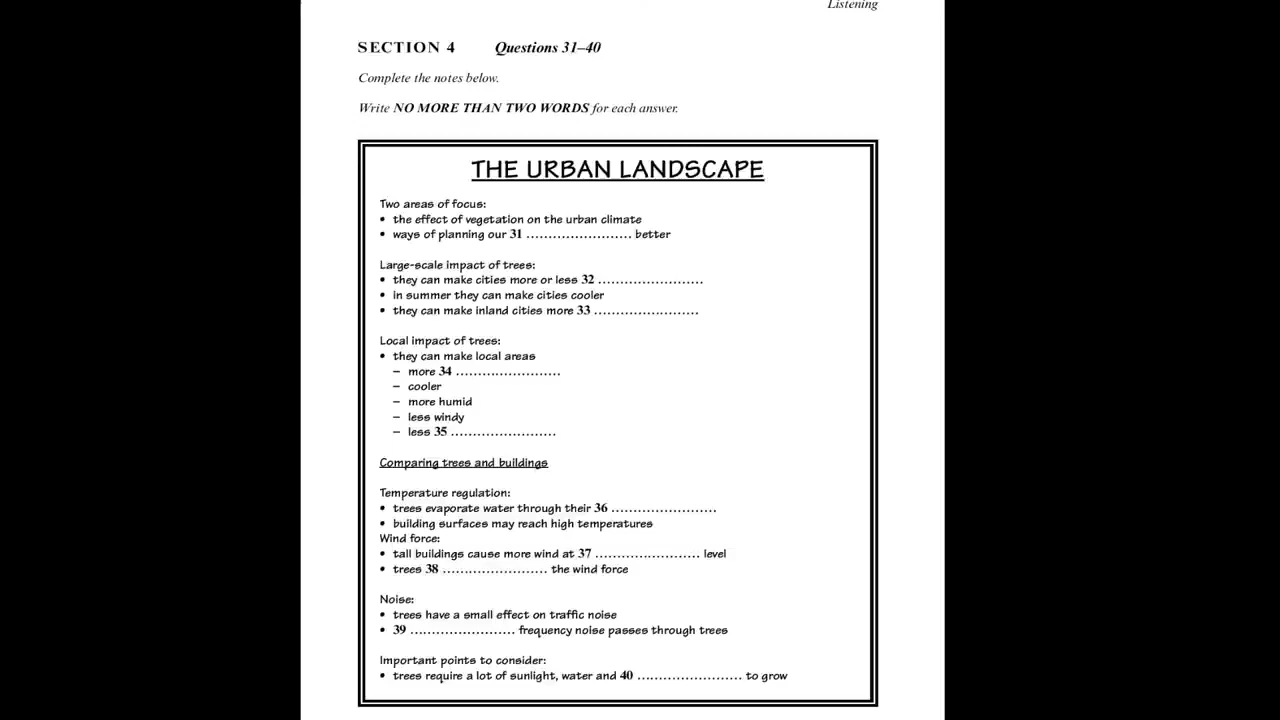 Listening
SECTION 4 Questions 31–40
Complete the notes below.
Write NO MORE THAN TWO WORDS for each answer.
THE URBAN LANDSCAPE
Two areas of focus:
• the effect of vegetation on the urban climate
• ways of planning our 31 ........................ better
Large-scale impact of trees:
• they can make cities more or less 32 ........................
• in summer they can make cities cooler
• they can make inland cities more 33 ........................
Local impact of trees:
• they can make local areas
– more 34 ........................
– cooler
– more humid
– less windy
– less 35 ........................
Comparing trees and buildings
Temperature regulation:
• trees evaporate water through their 36 ........................
• building surfaces may reach high temperatures
Wind force:
• tall buildings cause more wind at 37 ........................ level
• trees 38 ........................ the wind force
Noise:
• trees have a small effect on traffic noise
• 39 ........................ frequency noise passes through trees
Important points to consider:
• trees require a lot of sunlight, water and 40 ........................ to grow